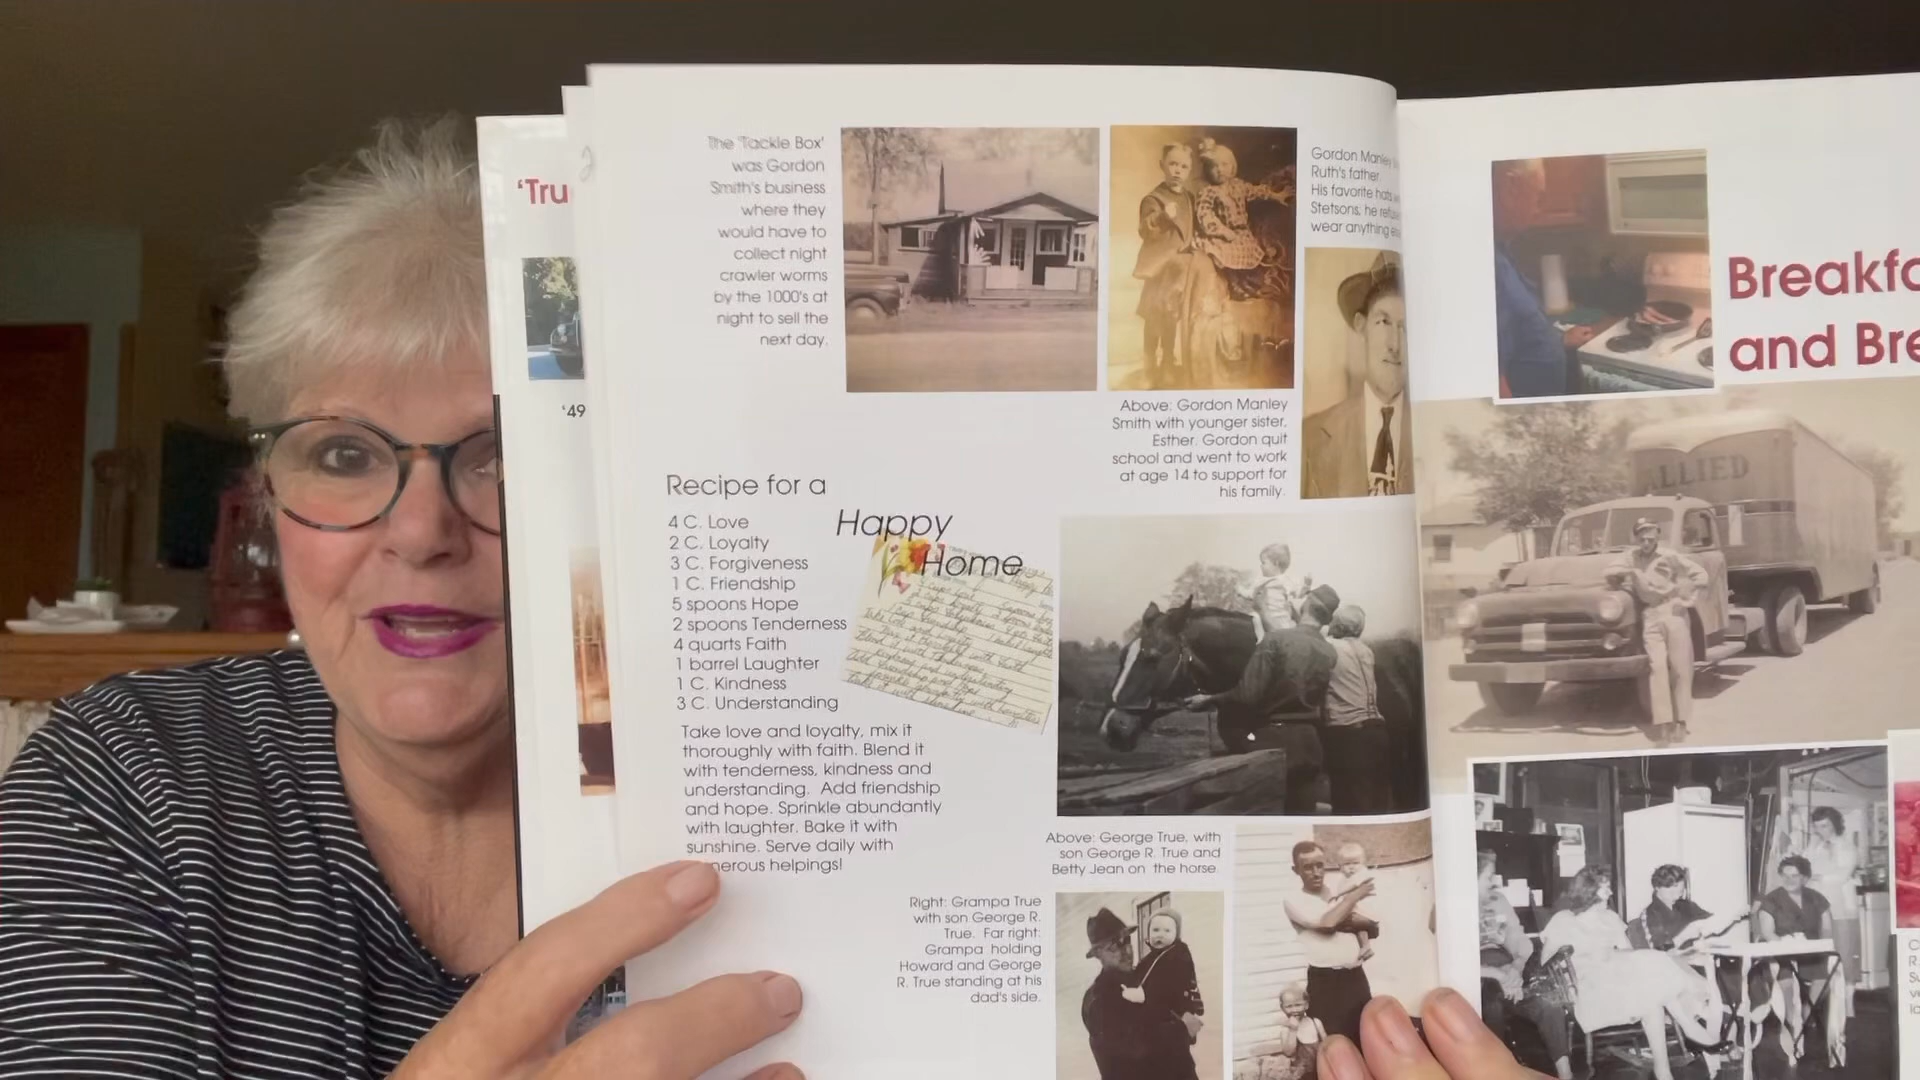 'Tru
'49
The 'Tackle Box'
was Gordon
Smith's business
where they
would have to
collect night
crawler worms
by the 1000's at
night to sell the
next day.
Gordon Manley
Ruth's father.
His favorite hats
Stetsons, he
wear anything
Above: Gordon Manley
Smith with younger sister,
Esther. Gordon quit
school and went to work
at age 14 to support for
his family.
Recipe for a
Happy
Home
4 C. Love
2 C. Loyalty
3 C. Forgiveness
1 C. Friendship
5 spoons Hope
2 spoons Tenderness
4 quarts Faith
1 barrel Laughter
1 C. Kindness
3 C. Understanding
Take love and loyalty, mix it
thoroughly with faith. Blend it
with tenderness, kindness and
understanding. Add friendship
and hope. Sprinkle abundantly
with laughter. Bake it with
sunshine. Serve daily with
nerous helpings!
Above: George True, with
son George R. True and
Betty Jean on the horse.
Right: Grampa True
with son George R.
True. Far right:
Grampa holding
Howard and George
R. True standing at his
dad's side.
Breakfa
and Bre
ALLIED